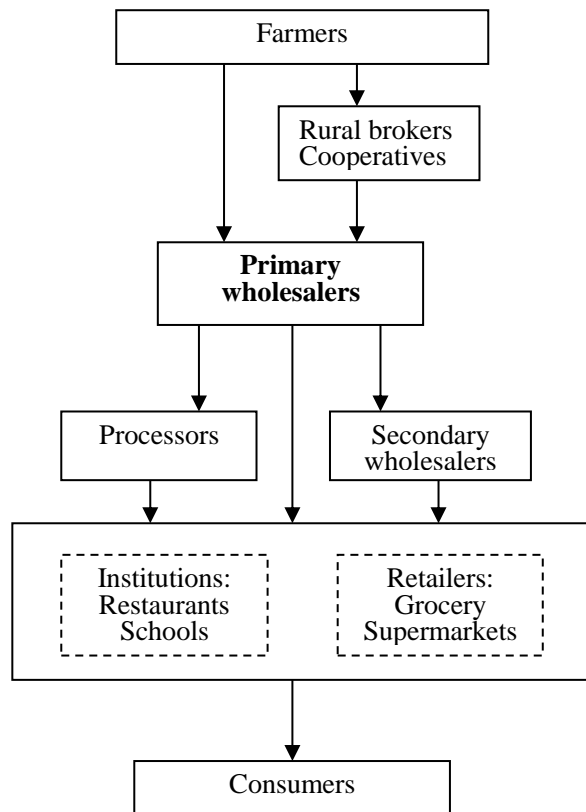 Farmers
Rural brokers
Cooperatives
Primary
wholesalers
Processors
Secondary
wholesalers
Institutions:
Restaurants
Schools
Retailers:
Grocery
Supermarkets
Consumers